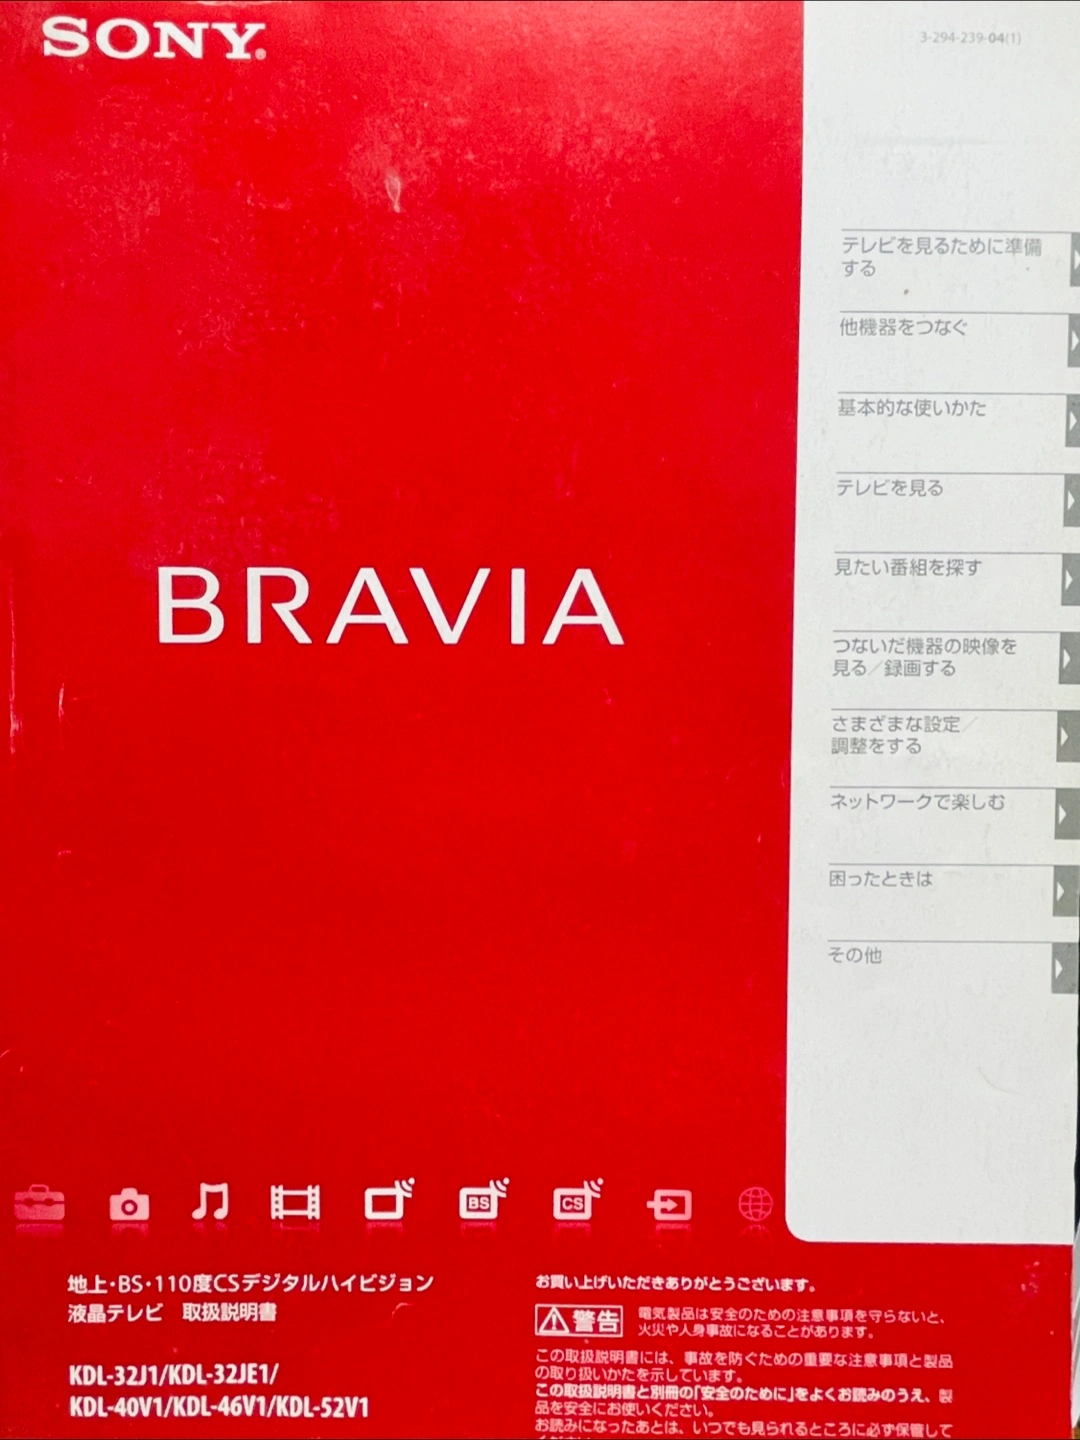 SONY®
3-294-239-04(1)
テレビを見るために準備
する
他機器をつなぐ
基本的な使いかた
テレビを見る
見たい番組を探す
つないだ機器の映像を
見る/録画する
さまざまな設定/
調整をする
ネットワークで楽しむ
困ったときは
その他
BRAVIA
BS
CS
地上・BS・110度CSデジタルハイビジョン
液晶テレビ 取扱説明書
KDL-32J1/KDL-32JE1/
KDL-40V1/KDL-46V1/KDL-52V1
お買い上げいただきありがとうございます。
警告
電気製品は安全のための注意事項を守らないと、
火災や人身事故になることがあります。
この取扱説明書には、事故を防ぐための重要な注意事項と製品
の取り扱いかたを示しています。
この取扱説明書と別冊の「安全のために」をよくお読みのうえ、製
品を安全にお使いください。
お読みになったあとは、いつでも見られるところに必ず保管して